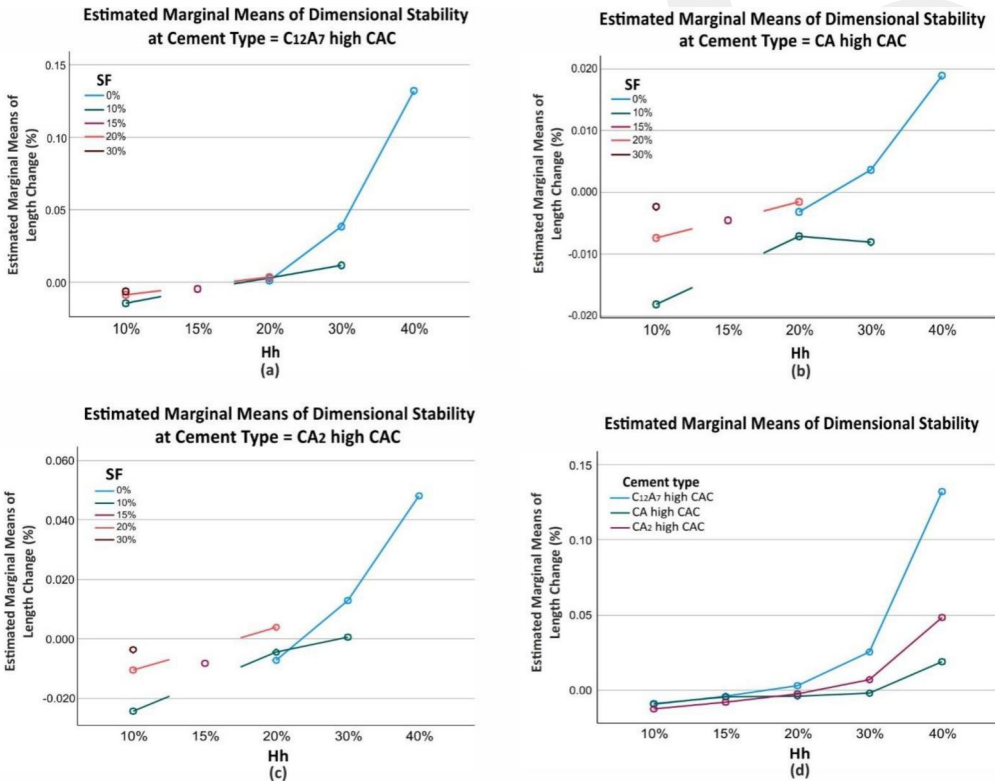 Estimated Marginal Means of Dimensional Stability
at Cement Type = C12A7 high CAC
Estimated Marginal Means of
Length Change (%)
0.15
0.10
0.05
0.00
SF
0%
10%
15%
20%
30%
10% 15% 20% 30% 40%
Hh
(a)
Estimated Marginal Means of Dimensional Stability
at Cement Type = CA high CAC
Estimated Marginal Means of
Length Change (%)
0.020
0.010
0.000
-0.010
-0.020
SF
0%
10%
15%
20%
30%
10% 15% 20% 30% 40%
Hh
(b)
Estimated Marginal Means of Dimensional Stability
at Cement Type = CA2 high CAC
Estimated Marginal Means of
Length Change (%)
0.060
0.040
0.020
0.000
-0.020
SF
0%
10%
15%
20%
30%
10% 15% 20% 30% 40%
Hh
(c)
Estimated Marginal Means of Dimensional Stability
Estimated Marginal Means of
Length Change (%)
0.15
0.10
0.05
0.00
Cement type
C12A7 high CAC
CA high CAC
CA2 high CAC
10% 15% 20% 30% 40%
Hh
(d)